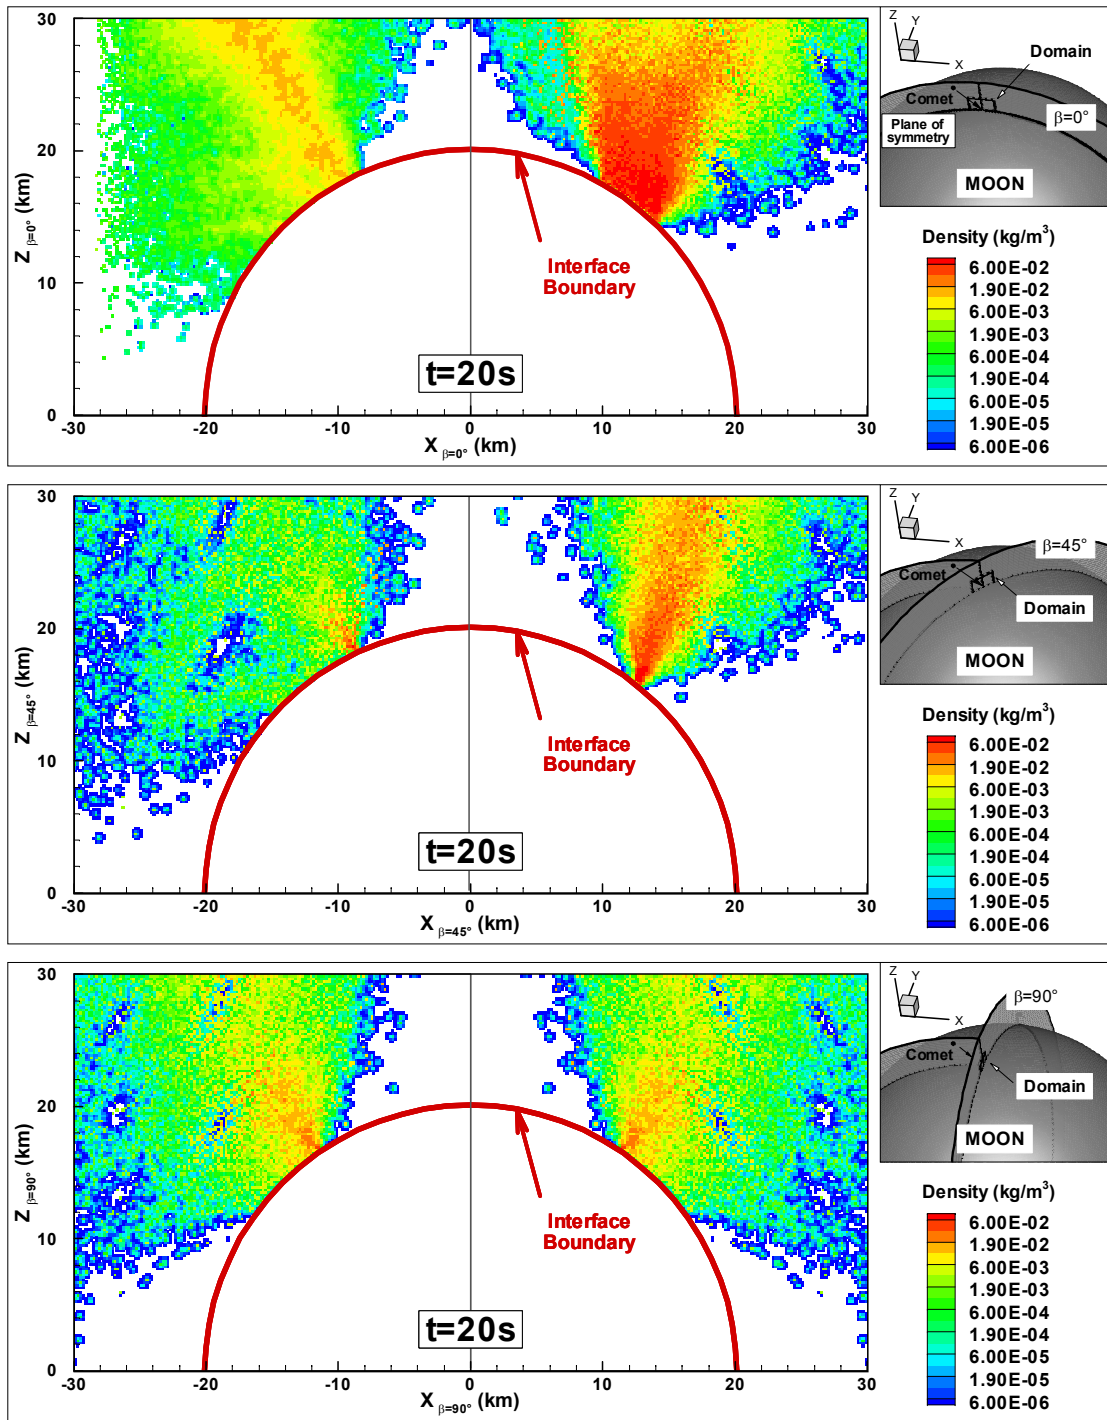 30
20
10
0
Z β=0° (km)
-30
-20
-10
0
10
20
30
X β=0° (km)
Interface
Boundary
t=20s
Z
Y
X
Domain
Comet
β=0°
Plane of
symmetry
MOON
Density (kg/m³)
6.00E-02
1.90E-02
6.00E-03
1.90E-03
6.00E-04
1.90E-04
6.00E-05
1.90E-05
6.00E-06
30
20
10
0
Z β=45° (km)
-30
-20
-10
0
10
20
30
X β=45° (km)
Interface
Boundary
t=20s
Z
Y
X
β=45°
Comet
Domain
MOON
Density (kg/m³)
6.00E-02
1.90E-02
6.00E-03
1.90E-03
6.00E-04
1.90E-04
6.00E-05
1.90E-05
6.00E-06
30
20
10
0
Z β=90° (km)
-30
-20
-10
0
10
20
30
X β=90° (km)
Interface
Boundary
t=20s
Z
Y
X
β=90°
Comet
Domain
MOON
Density (kg/m³)
6.00E-02
1.90E-02
6.00E-03
1.90E-03
6.00E-04
1.90E-04
6.00E-05
1.90E-05
6.00E-06